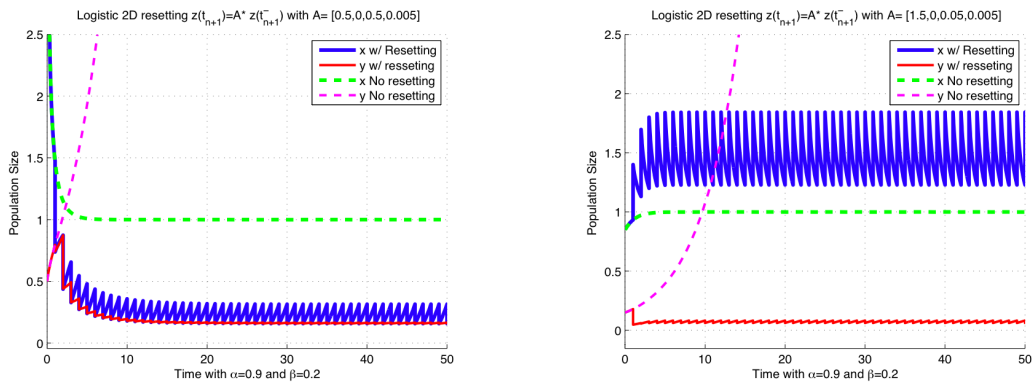 Logistic 2D resetting z(t_{n+1})=A* z(t_{n+1}^-) with A= [0.5,0,0.5,0.005]
2.5
2
1.5
1
0.5
0
Population Size
x w/ Resetting
y w/ resseting
x No resetting
y No resetting
0 10 20 30 40 50
Time with α=0.9 and β=0.2
Logistic 2D resetting z(t_{n+1})=A* z(t_{n+1}^-) with A= [1.5,0,0.05,0.005]
2.5
2
1.5
1
0.5
0
Population Size
x w/ Resetting
y w/ resseting
x No resetting
y No resetting
0 10 20 30 40 50
Time with α=0.9 and β=0.2